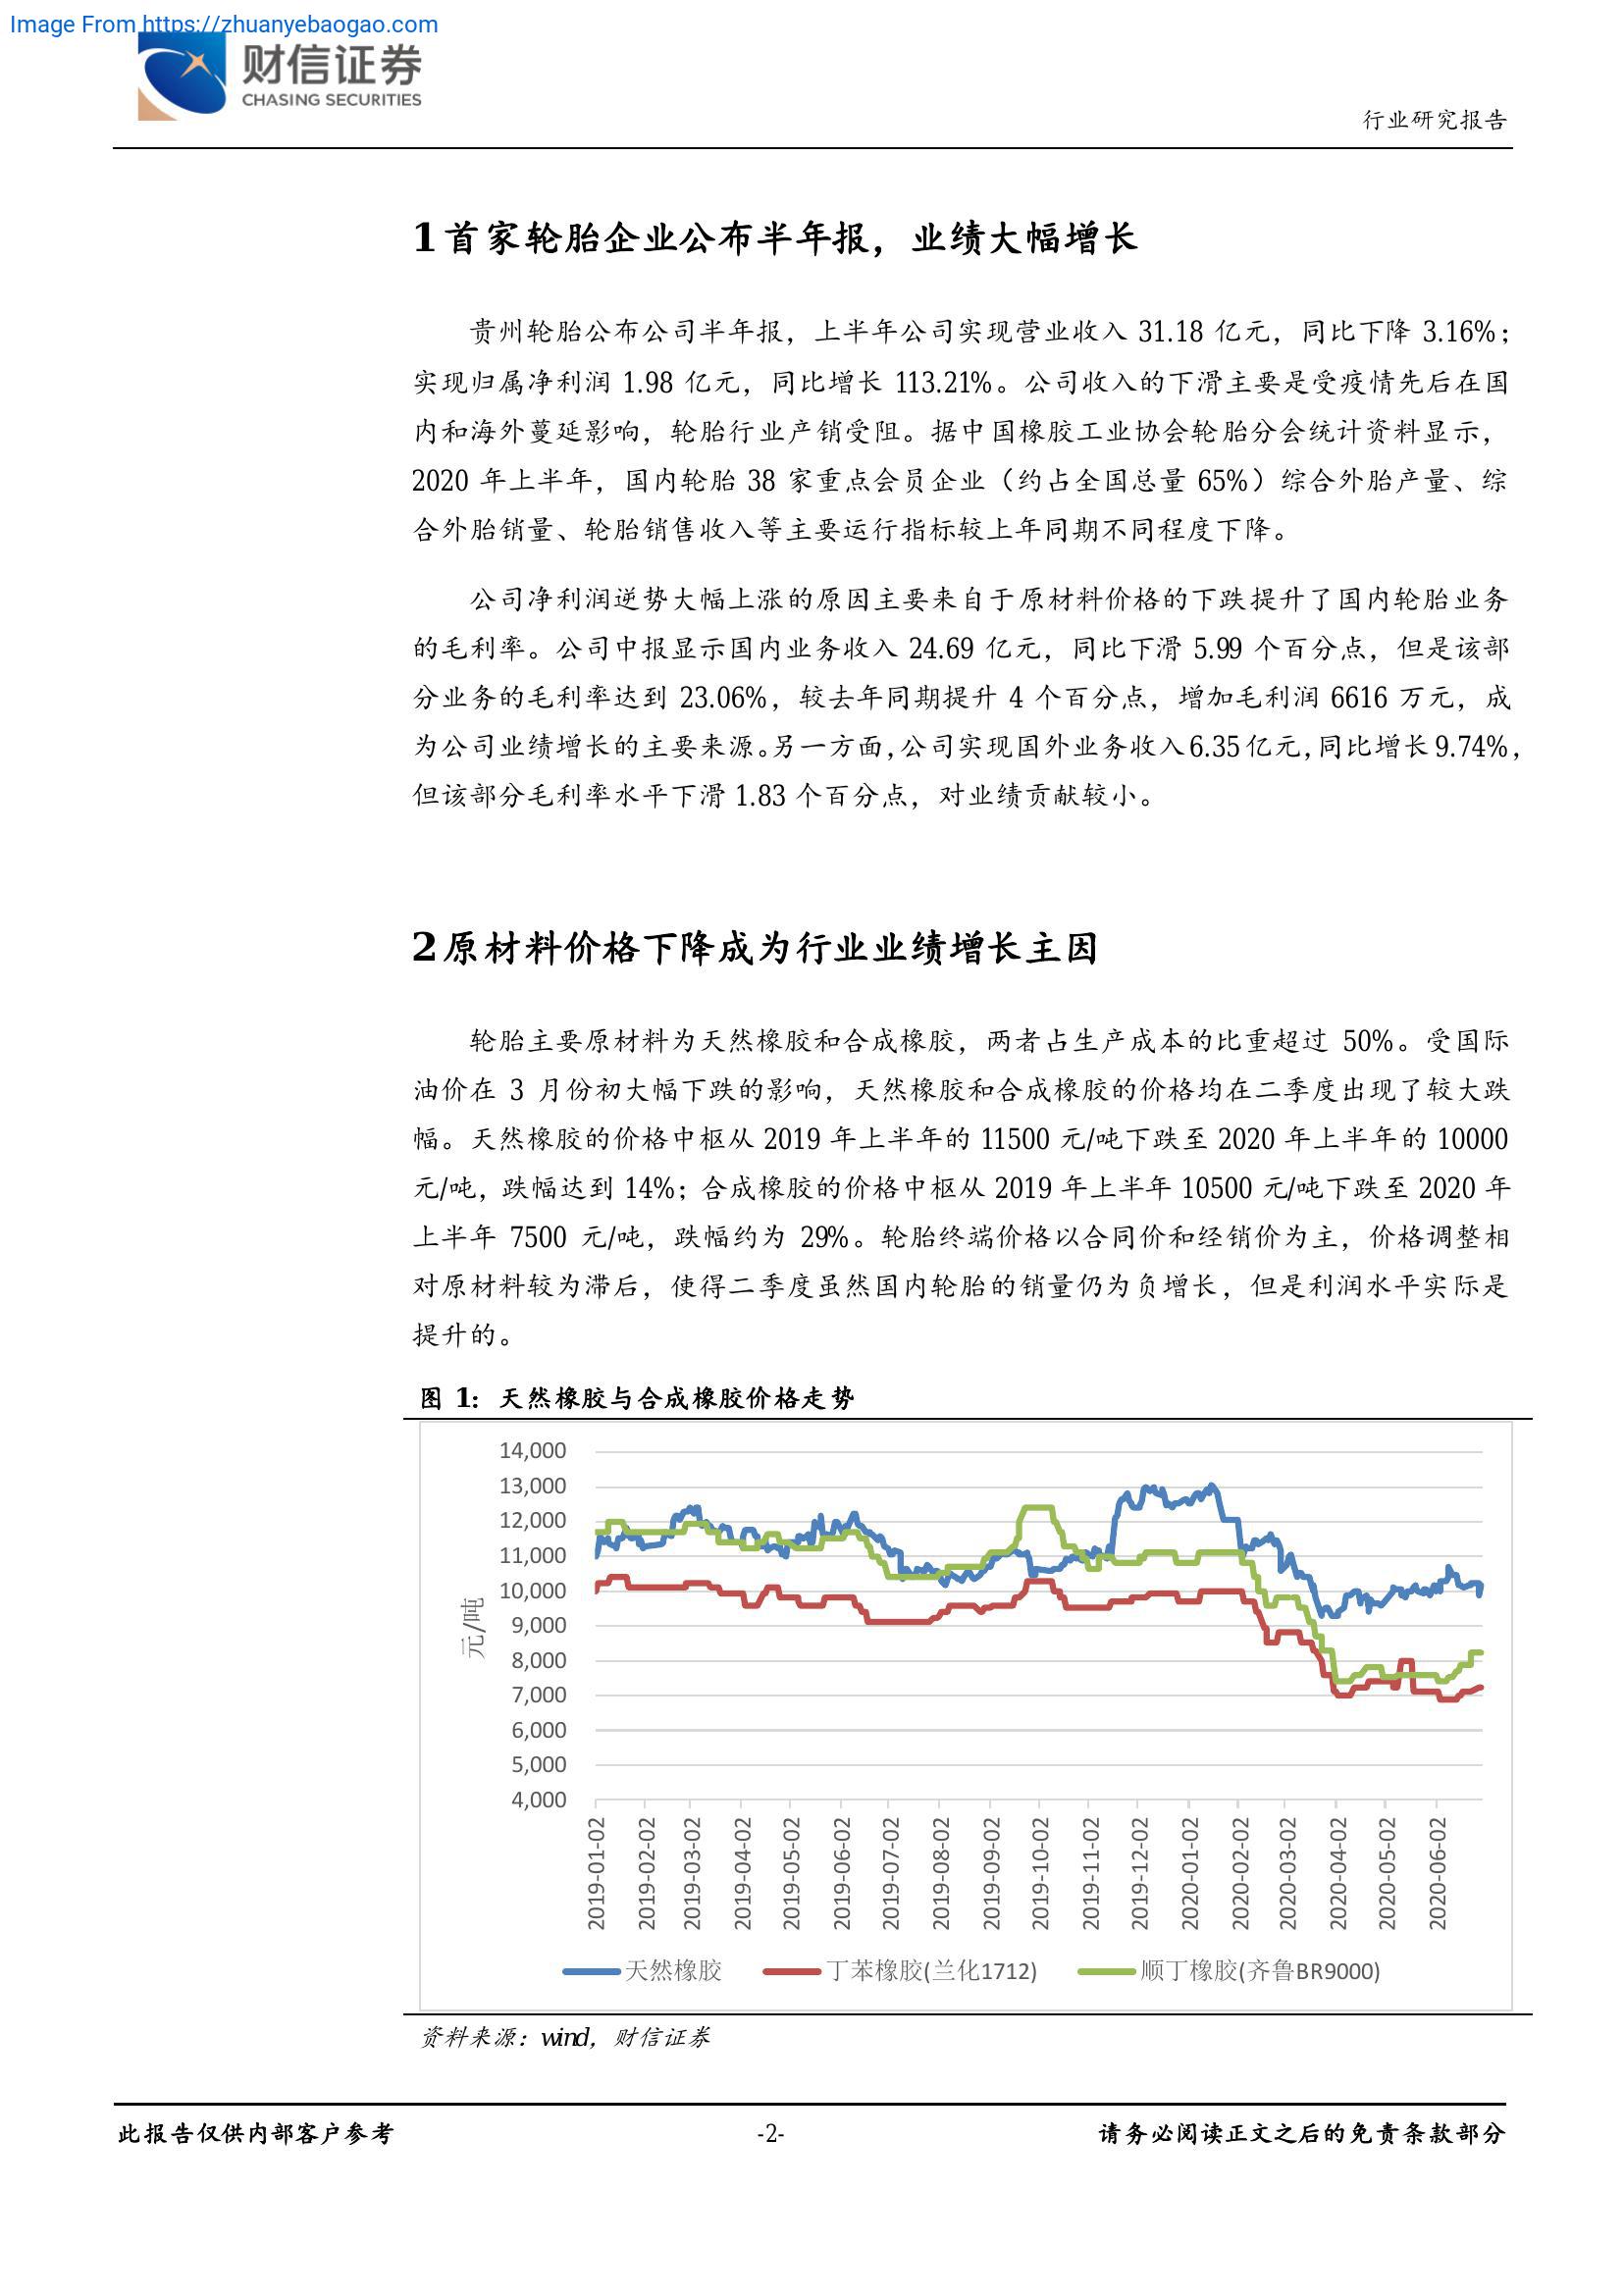 Image From https://zhuanyebaogao.com
财信证券
CHASING SECURITIES
行业研究报告
1首家轮胎企业公布半年报，业绩大幅增长
贵州轮胎公布公司半年报，上半年公司实现营业收入 31.18 亿元，同比下降 3.16%；
实现归属净利润 1.98 亿元，同比增长 113.21%。公司收入的下滑主要是受疫情先后在国
内和海外蔓延影响，轮胎行业产销受阻。据中国橡胶工业协会轮胎分会统计资料显示，
2020 年上半年，国内轮胎 38 家重点会员企业（约占全国总量 65%）综合外胎产量、综
合外胎销量、轮胎销售收入等主要运行指标较上年同期不同程度下降。
公司净利润逆势大幅上涨的原因主要来自于原材料价格的下跌提升了国内轮胎业务
的毛利率。公司中报显示国内业务收入 24.69 亿元，同比下滑 5.99 个百分点，但是该部
分业务的毛利率达到 23.06%，较去年同期提升 4 个百分点，增加毛利润 6616 万元，成
为公司业绩增长的主要来源。另一方面，公司实现国外业务收入 6.35 亿元，同比增长 9.74%，
但该部分毛利率水平下滑 1.83 个百分点，对业绩贡献较小。
2原材料价格下降成为行业业绩增长主因
轮胎主要原材料为天然橡胶和合成橡胶，两者占生产成本的比重超过 50%。受国际
油价在 3 月份初大幅下跌的影响，天然橡胶和合成橡胶的价格均在二季度出现了较大跌
幅。天然橡胶的价格中枢从 2019 年上半年的 11500 元/吨下跌至 2020 年上半年的 10000
元/吨，跌幅达到 14%；合成橡胶的价格中枢从 2019 年上半年 10500 元/吨下跌至 2020 年
上半年 7500 元/吨，跌幅约为 29%。轮胎终端价格以合同价和经销价为主，价格调整相
对原材料较为滞后，使得二季度虽然国内轮胎的销量仍为负增长，但是利润水平实际是
提升的。
图 1：天然橡胶与合成橡胶价格走势
14,000
13,000
12,000
11,000
10,000
9,000
8,000
7,000
6,000
5,000
4,000
元/吨
2019-01-02
2019-02-02
2019-03-02
2019-04-02
2019-05-02
2019-06-02
2019-07-02
2019-08-02
2019-09-02
2019-10-02
2019-11-02
2019-12-02
2020-01-02
2020-02-02
2020-03-02
2020-04-02
2020-05-02
2020-06-02
天然橡胶 丁苯橡胶(兰化1712) 顺丁橡胶(齐鲁BR9000)
资料来源：wind，财信证券
此报告仅供内部客户参考 -2- 请务必阅读正文之后的免责条款部分